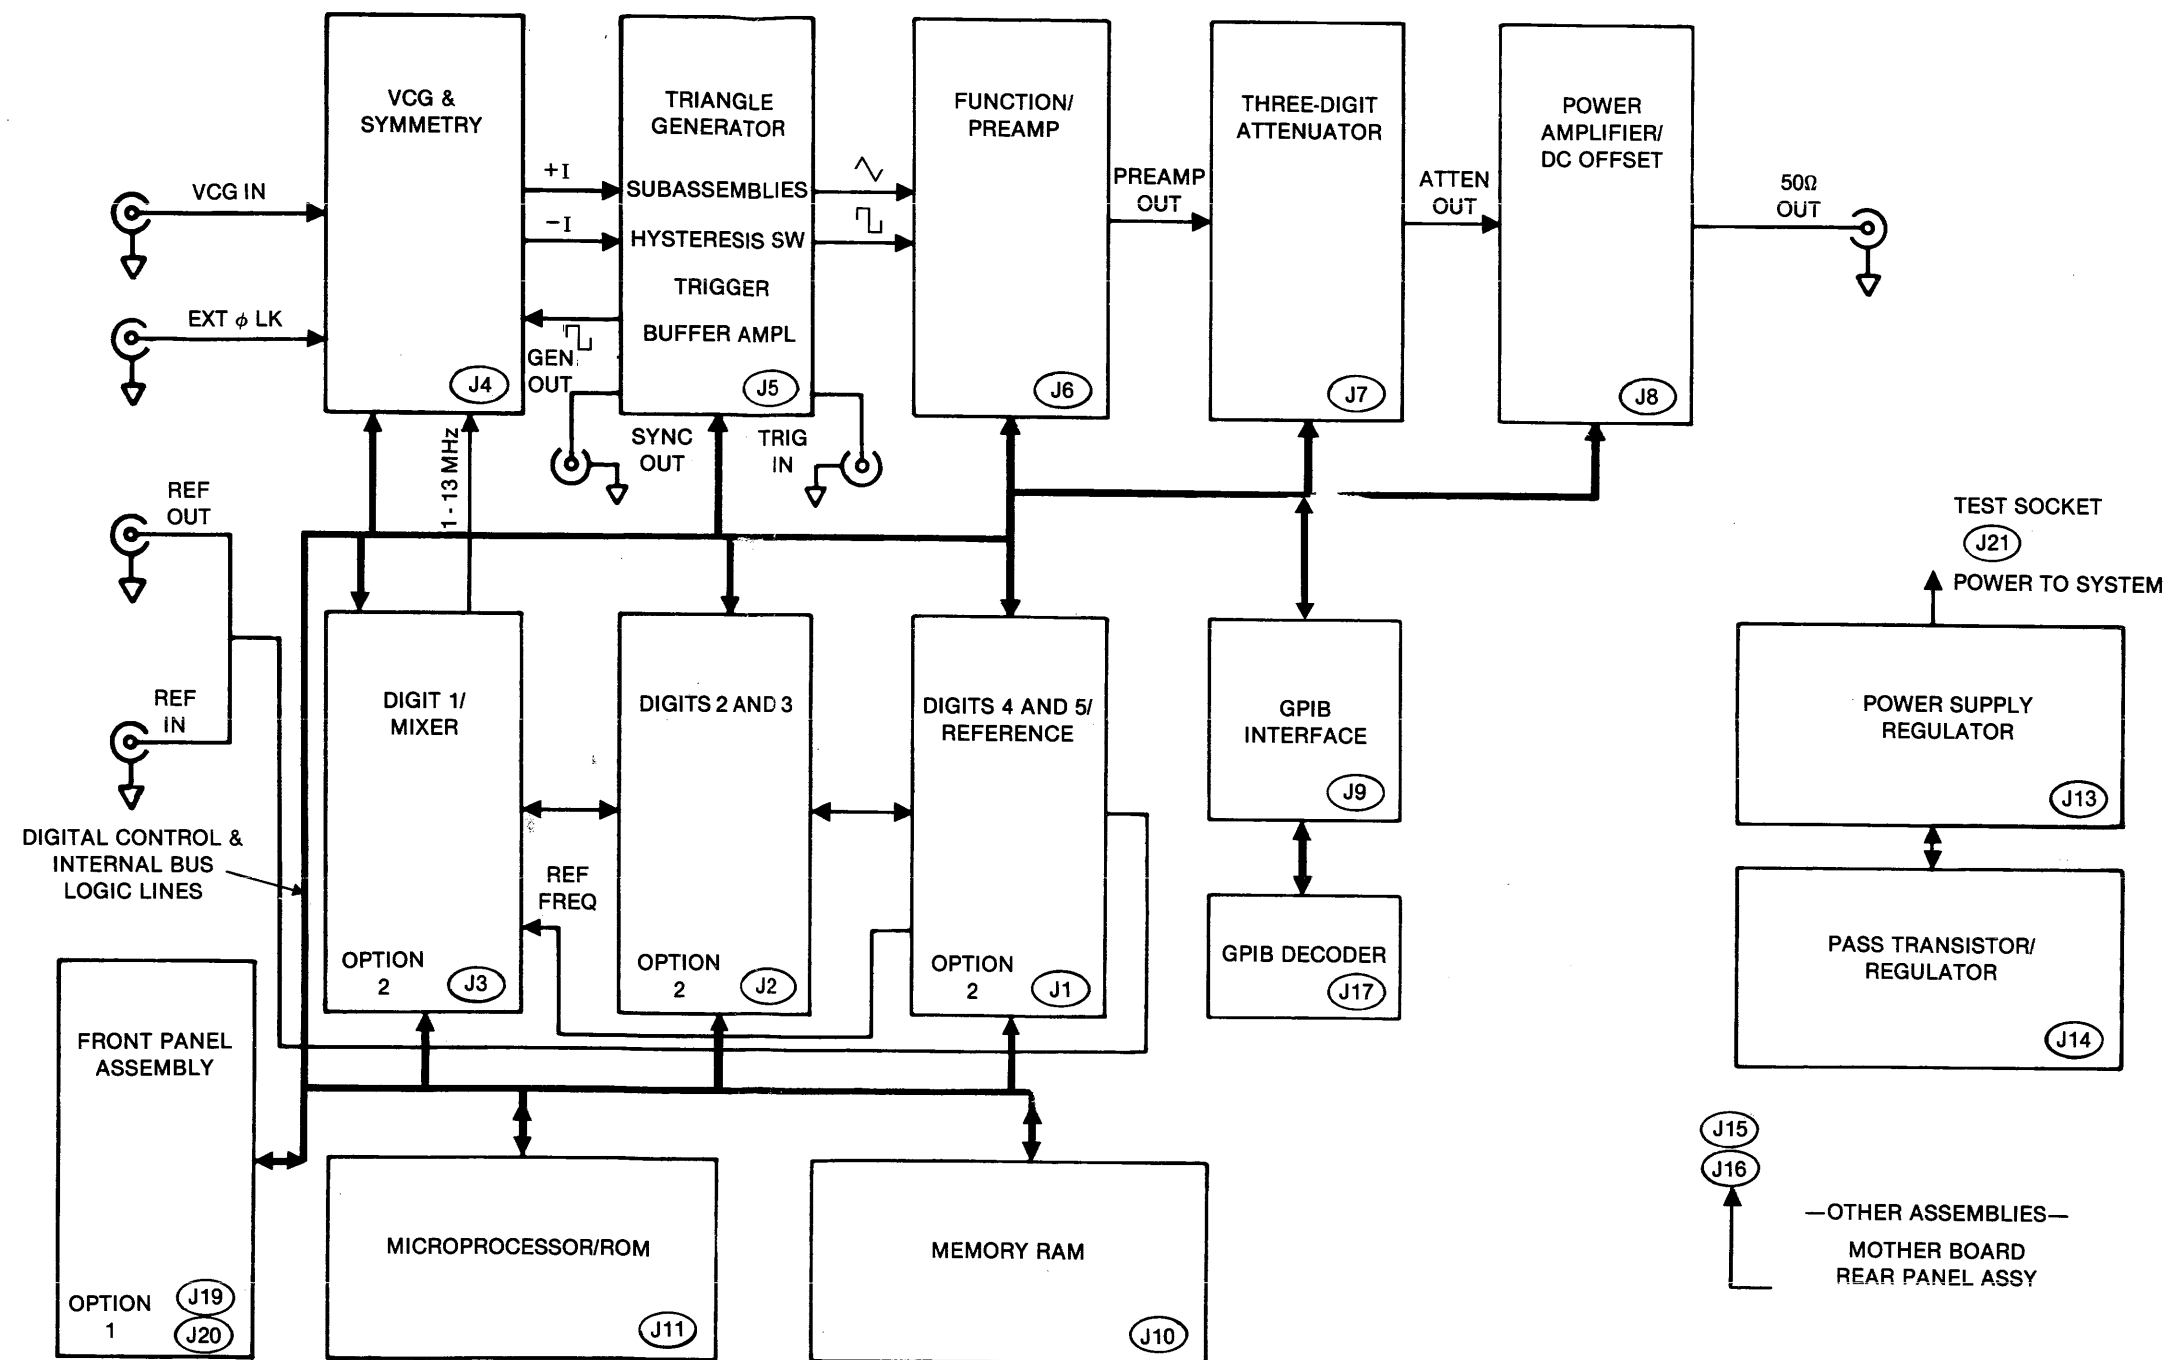 VCG &
SYMMETRY
J4
TRIANGLE
GENERATOR
SUBASSEMBLIES
HYSTERESIS SW
TRIGGER
BUFFER AMPL
J5
FUNCTION/
PREAMP
J6
THREE-DIGIT
ATTENUATOR
J7
POWER
AMPLIFIER/
DC OFFSET
J8
VCG IN
EXT φ LK
+I
−I
GEN
OUT
PREAMP
OUT
ATTEN
OUT
50Ω
OUT
SYNC
OUT
TRIG
IN
1 - 13 MHz
REF
OUT
REF
IN
DIGITAL CONTROL &
INTERNAL BUS
LOGIC LINES
DIGIT 1/
MIXER
OPTION
2
J3
REF
FREQ
DIGITS 2 AND 3
OPTION
2
J2
DIGITS 4 AND 5/
REFERENCE
OPTION
2
J1
GPIB
INTERFACE
J9
GPIB DECODER
J17
TEST SOCKET
J21
POWER TO SYSTEM
POWER SUPPLY
REGULATOR
J13
PASS TRANSISTOR/
REGULATOR
J14
FRONT PANEL
ASSEMBLY
OPTION
1
J19
J20
MICROPROCESSOR/ROM
J11
MEMORY RAM
J10
J15
J16
—OTHER ASSEMBLIES—
MOTHER BOARD
REAR PANEL ASSY